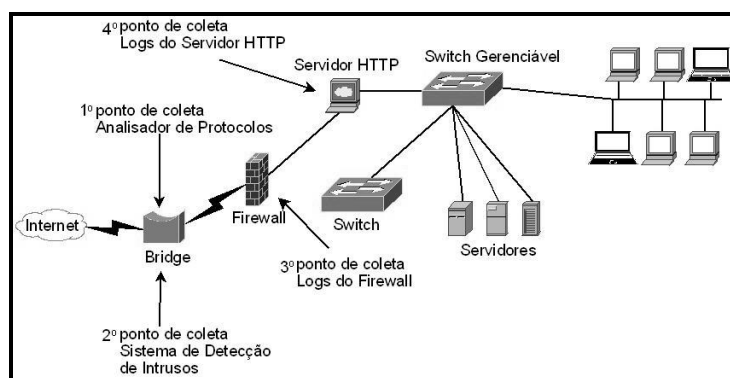 4º ponto de coleta
Logs do Servidor HTTP
Servidor HTTP
Switch Gerenciável
1º ponto de coleta
Analisador de Protocolos
Internet
Bridge
Firewall
Switch
Servidores
3º ponto de coleta
Logs do Firewall
2º ponto de coleta
Sistema de Detecção
de Intrusos